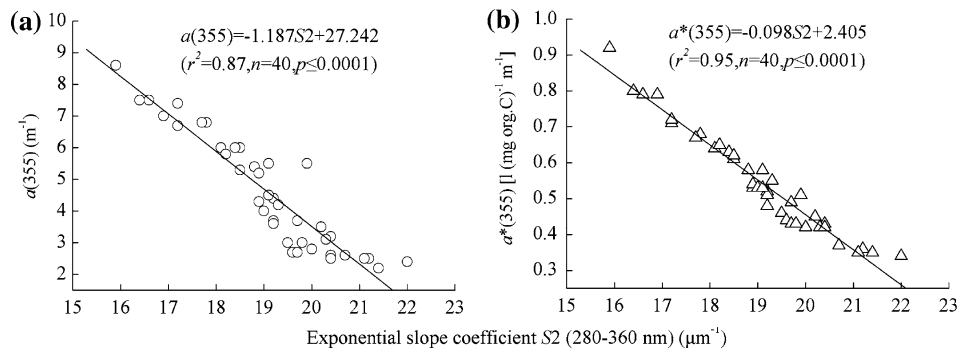 (a)
a(355)=-1.187S2+27.242
(r²=0.87,n=40,p≤0.0001)
10
9
8
7
6
5
4
3
2
a(355) (m⁻¹)
15 16 17 18 19 20 21 22 23
(b)
a*(355)=-0.098S2+2.405
(r²=0.95,n=40,p≤0.0001)
1.0
0.9
0.8
0.7
0.6
0.5
0.4
0.3
a*(355) [l (mg org.C)⁻¹ m⁻¹]
15 16 17 18 19 20 21 22 23
Exponential slope coefficient S2 (280-360 nm) (μm⁻¹)